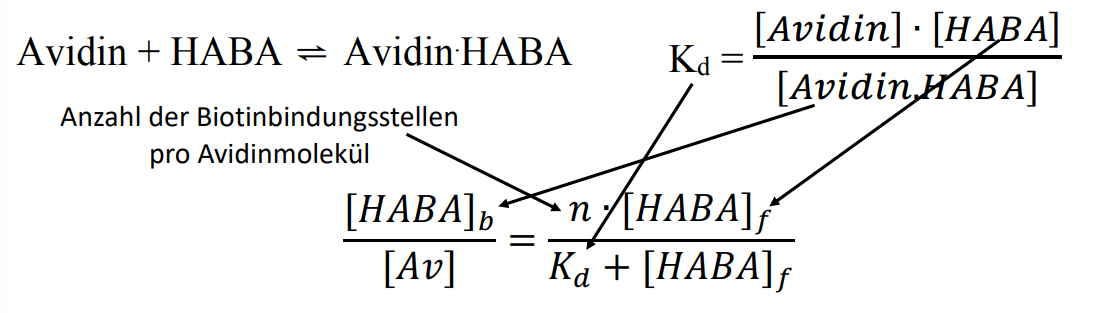 Avidin + HABA ⇌ Avidin·HABA
K_d = [Avidin] · [HABA] / [Avidin.HABA]
Anzahl der Biotinbindungsstellen
pro Avidinmolekül
[HABA]_b / [Av] = n · [HABA]_f / K_d + [HABA]_f